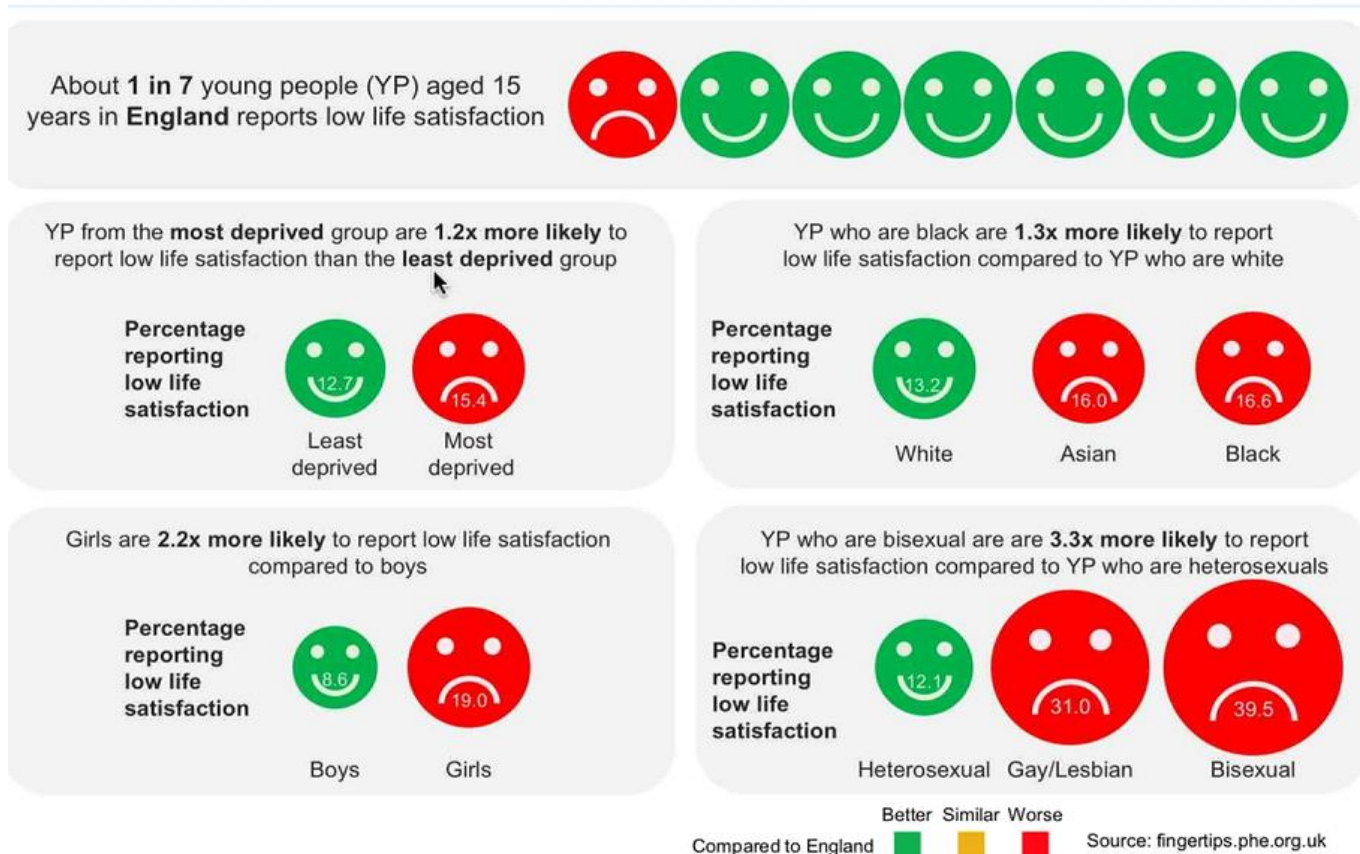 About 1 in 7 young people (YP) aged 15
years in England reports low life satisfaction
YP from the most deprived group are 1.2x more likely to
report low life satisfaction than the least deprived group
Percentage
reporting
low life
satisfaction
12.7
15.4
Least
deprived
Most
deprived
YP who are black are 1.3x more likely to report
low life satisfaction compared to YP who are white
Percentage
reporting
low life
satisfaction
13.2
16.0
16.6
White
Asian
Black
Girls are 2.2x more likely to report low life satisfaction
compared to boys
Percentage
reporting
low life
satisfaction
8.6
19.0
Boys
Girls
YP who are bisexual are are 3.3x more likely to report
low life satisfaction compared to YP who are heterosexuals
Percentage
reporting
low life
satisfaction
12.1
31.0
39.5
Heterosexual
Gay/Lesbian
Bisexual
Better Similar Worse
Compared to England
Source: fingertips.phe.org.uk